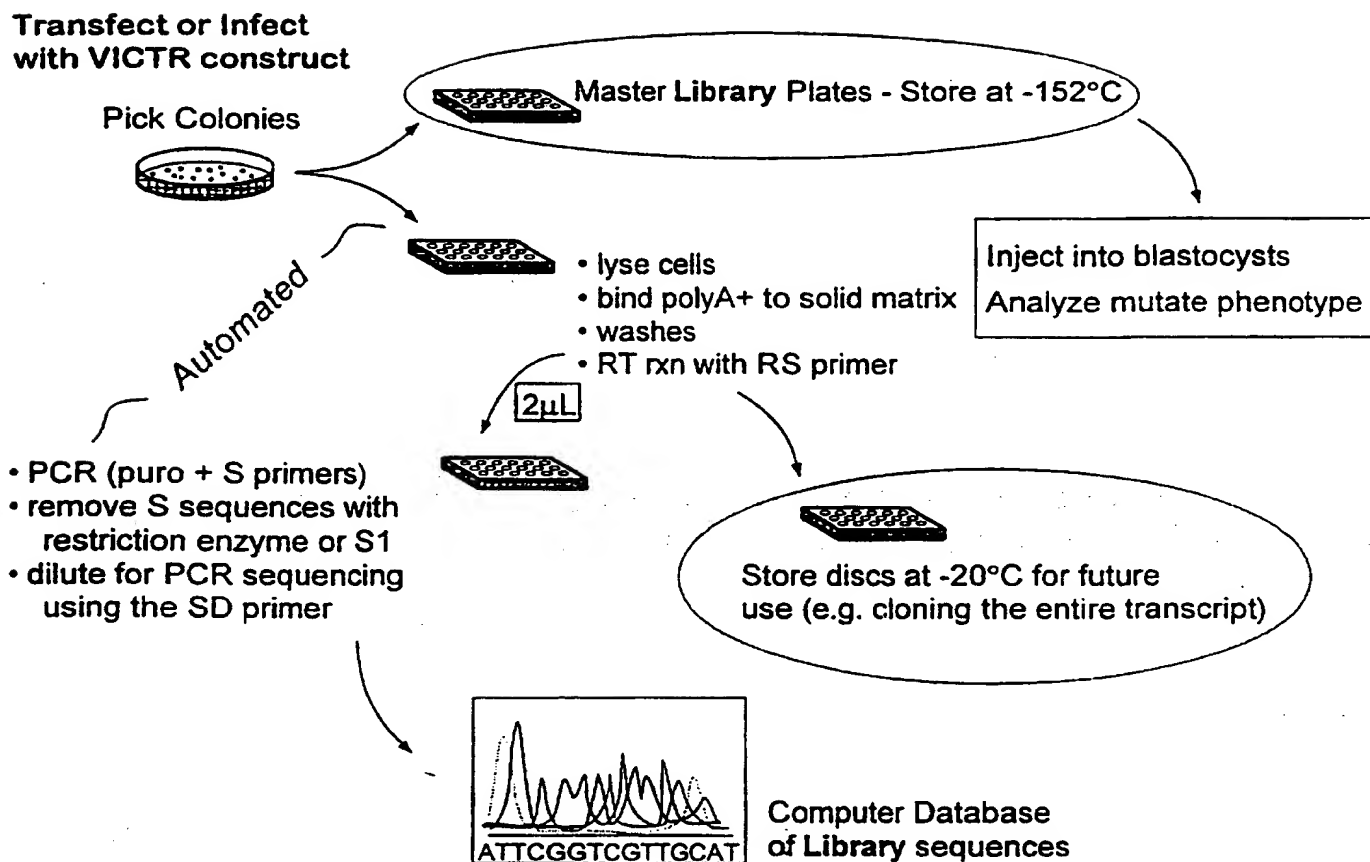 Transfect or Infect
with VICTR construct
Pick Colonies
Master Library Plates - Store at -152°C
Inject into blastocysts
Analyze mutate phenotype
Automated
• lyse cells
• bind polyA+ to solid matrix
• washes
• RT rxn with RS primer
2µL
• PCR (puro + S primers)
• remove S sequences with
restriction enzyme or S1
• dilute for PCR sequencing
using the SD primer
Store discs at -20°C for future
use (e.g. cloning the entire transcript)
ATTCGGTCGTTGCAT
Computer Database
of Library sequences